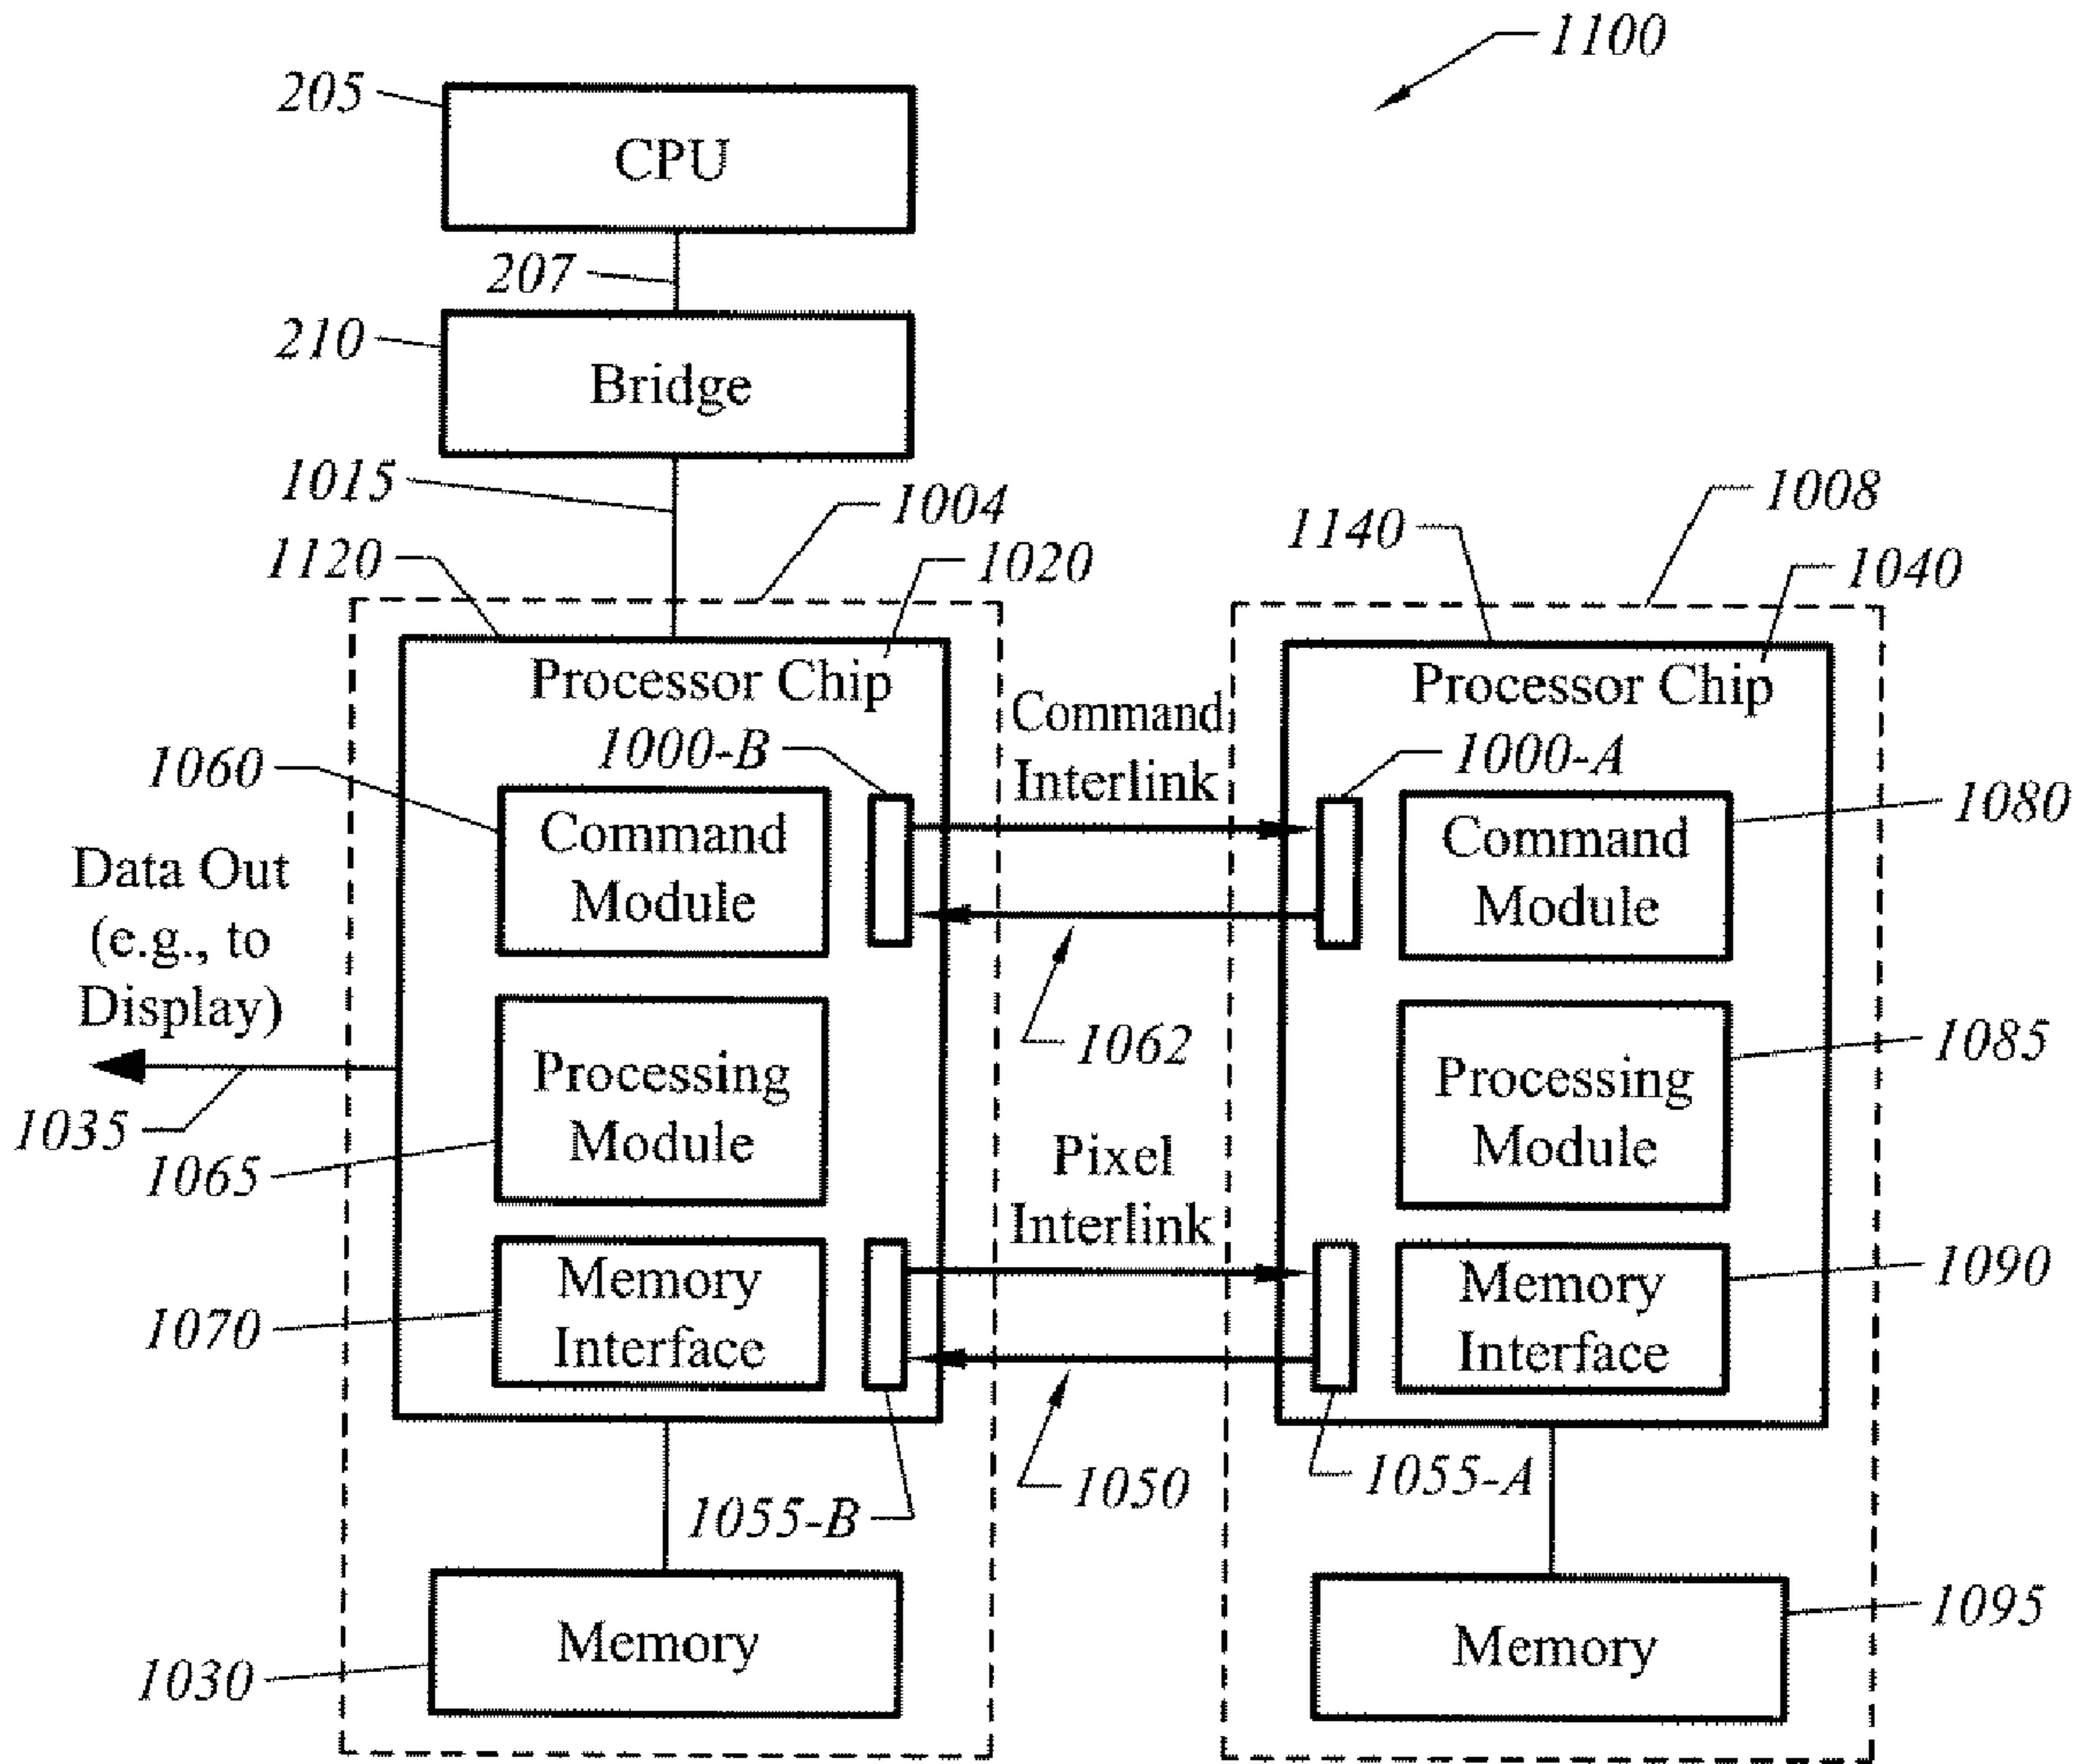 1100
205
CPU
207
210
Bridge
1015
1004
1008
1120
1020
1140
1040
Processor Chip
Processor Chip
Command
Interlink
1000-B
1000-A
1060
1080
Command
Module
Command
Module
Data Out
(e.g., to
Display)
1062
1035
Processing
Module
Processing
Module
1085
1065
Pixel
Interlink
Memory
Interface
Memory
Interface
1090
1070
1050
1055-A
1055-B
Memory
Memory
1095
1030